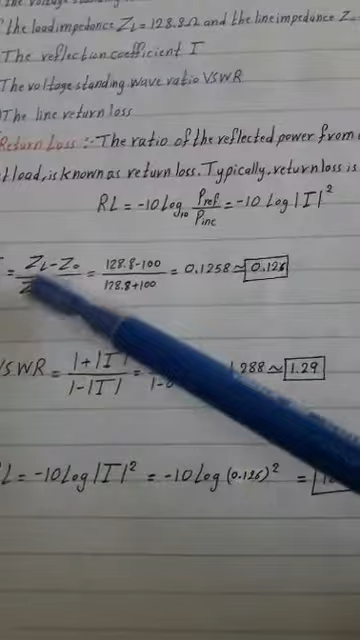 the voltage standing
the load impedance ZL = 128.8Ω and the line impedance Z
The reflection coefficient Γ
The voltage standing wave ratio VSWR
The line return loss
Return Loss :- The ratio of the reflected power from
load, is known as return loss. Typically, return loss is
RL = -10 Log10 Pref/Pinc = -10 Log |Γ|²
= ZL-Z0/Z = 128.8-100/128.8+100 = 0.1258 ≃ 0.126
SWR = 1+|Γ|/1-|Γ| = 1.288 ≃ 1.29
L = -10 Log |Γ|² = -10 Log (0.126)² =